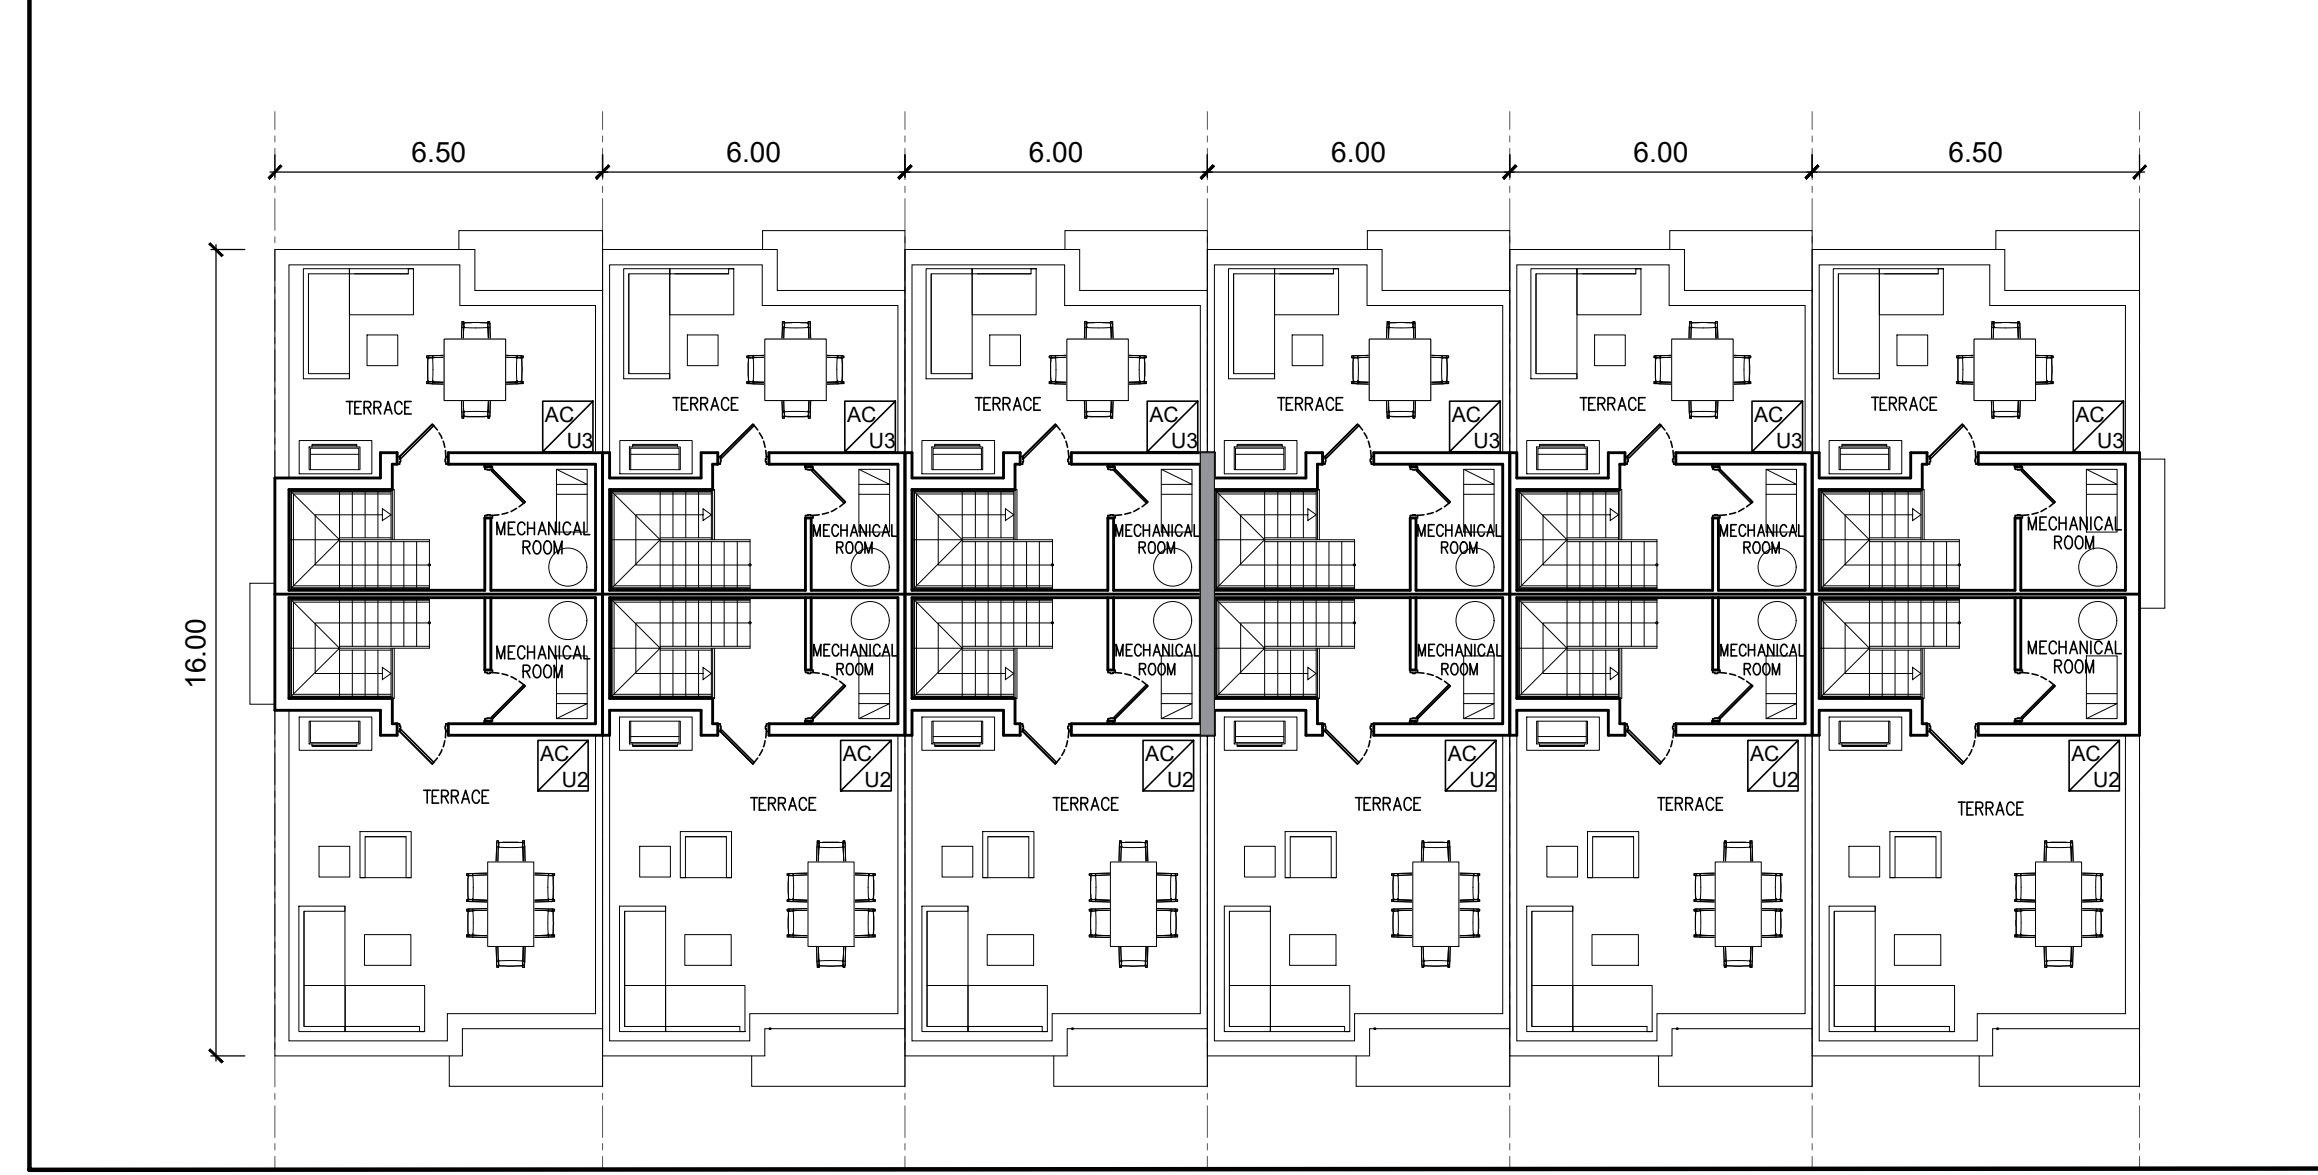 6.50 6.00 6.00 6.00 6.00 6.50
TERRACE TERRACE TERRACE TERRACE TERRACE TERRACE
AC AC AC AC AC AC
U3 U3 U3 U3 U3 U3
MECHANICAL MECHANICAL MECHANICAL MECHANICAL MECHANICAL MECHANICAL
ROOM ROOM ROOM ROOM ROOM ROOM
16.00
MECHANICAL MECHANICAL MECHANICAL MECHANICAL MECHANICAL MECHANICAL
ROOM ROOM ROOM ROOM ROOM ROOM
AC AC AC AC AC AC
U2 U2 U2 U2 U2 U2
TERRACE TERRACE TERRACE TERRACE TERRACE TERRACE